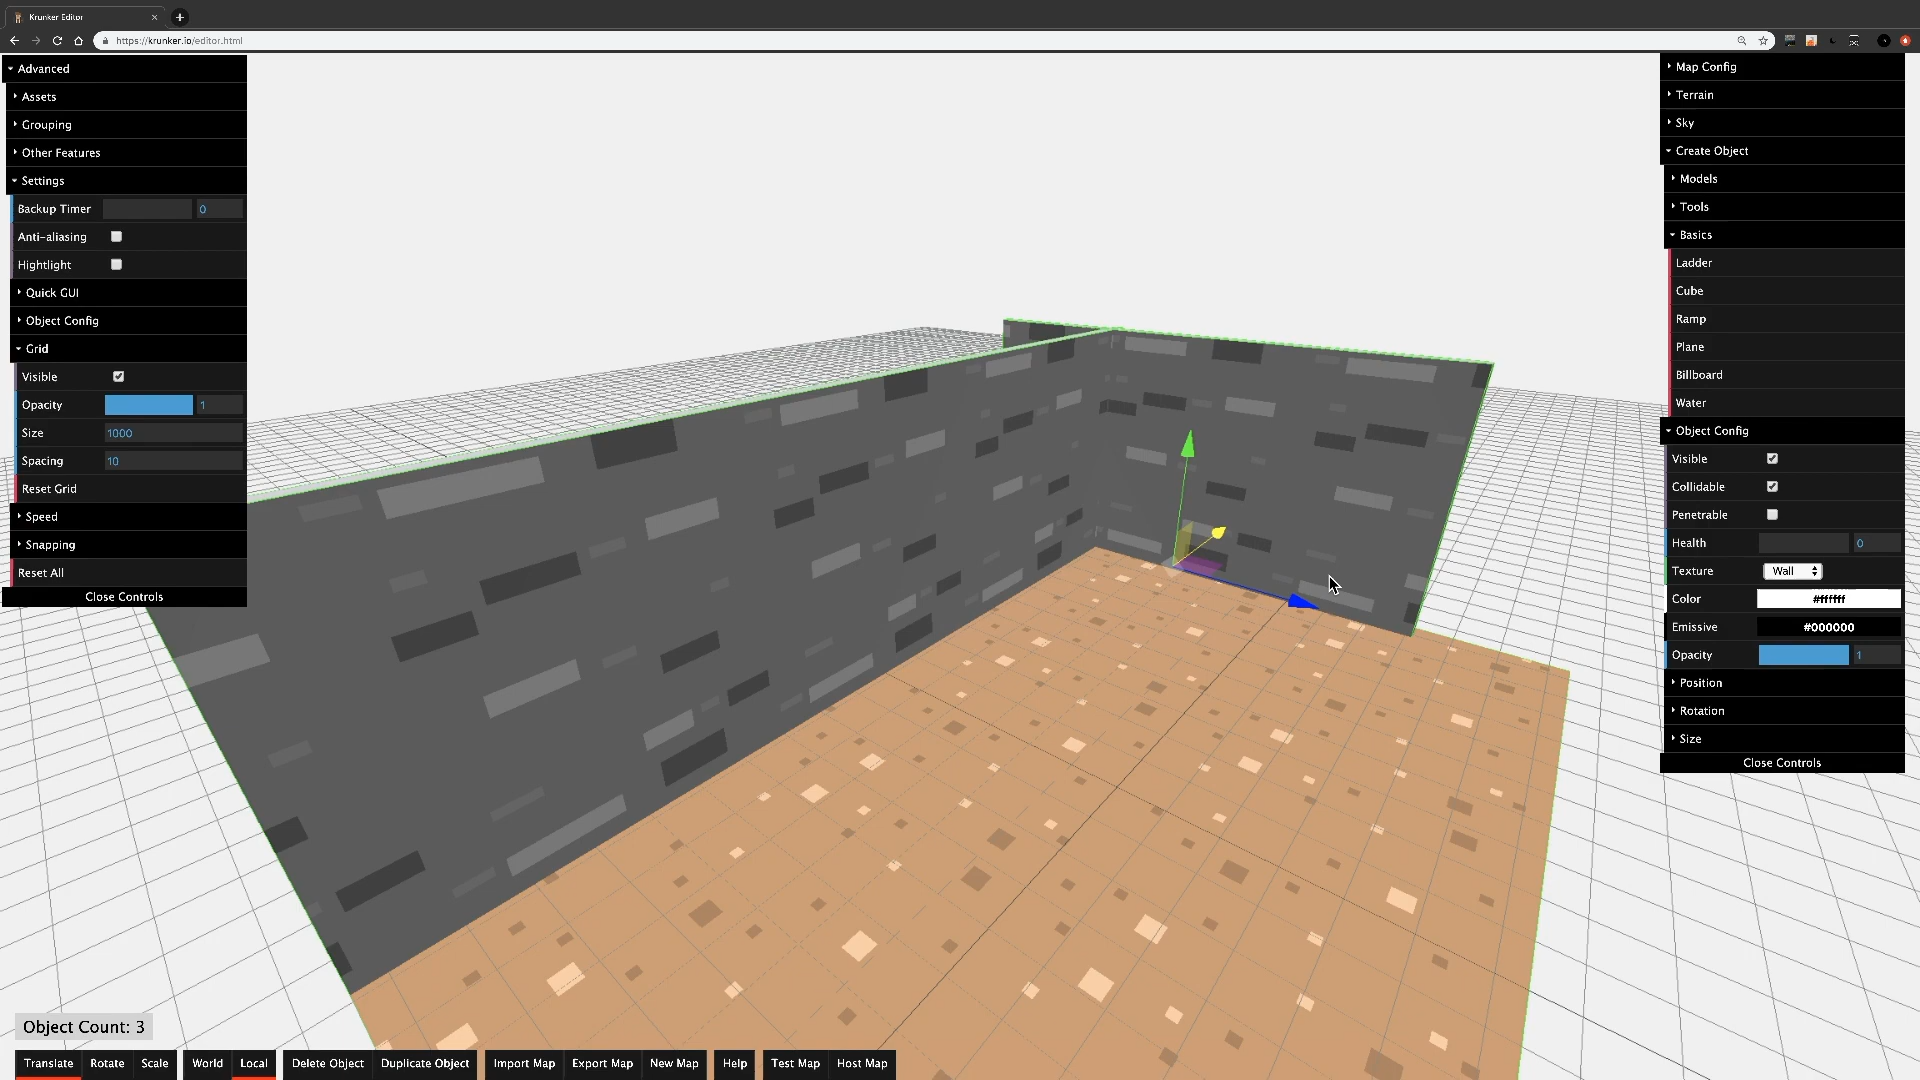 Krunker Editor
https://krunker.io/editor.html
Advanced
Assets
Grouping
Other Features
Settings
Backup Timer 0
Anti-aliasing
Hightlight
Quick GUI
Object Config
Grid
Visible
Opacity 1
Size 1000
Spacing 10
Reset Grid
Speed
Snapping
Reset All
Close Controls
Map Config
Terrain
Sky
Create Object
Models
Tools
Basics
Ladder
Cube
Ramp
Plane
Billboard
Water
Object Config
Visible
Collidable
Penetrable
Health 0
Texture Wall
Color #ffffff
Emissive #000000
Opacity 1
Position
Rotation
Size
Close Controls
Object Count: 3
Translate Rotate Scale World Local Delete Object Duplicate Object Import Map Export Map New Map Help Test Map Host Map